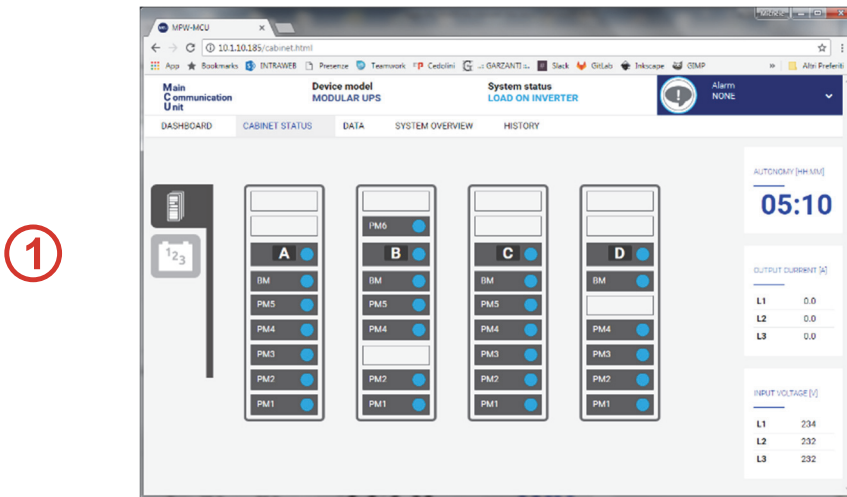 MPW-MCU
10.1.10.185/cabinet.html
App Bookmarks INTRAWEB Presenze Teamwork Cedolini .::GARZANTI::. Slack GitLab Inkscape GIMP » Altri Preferiti
Main
Communication
Unit
Device model
MODULAR UPS
System status
LOAD ON INVERTER
Alarm
NONE
DASHBOARD CABINET STATUS DATA SYSTEM OVERVIEW HISTORY
1
123
A
BM
PM5
PM4
PM3
PM2
PM1
PM6
B
BM
PM5
PM4
PM2
PM1
C
BM
PM5
PM4
PM3
PM2
PM1
D
BM
PM4
PM3
PM2
PM1
AUTONOMY [HH:MM]
05:10
OUTPUT CURRENT [A]
L1 0.0
L2 0.0
L3 0.0
INPUT VOLTAGE [V]
L1 234
L2 232
L3 232